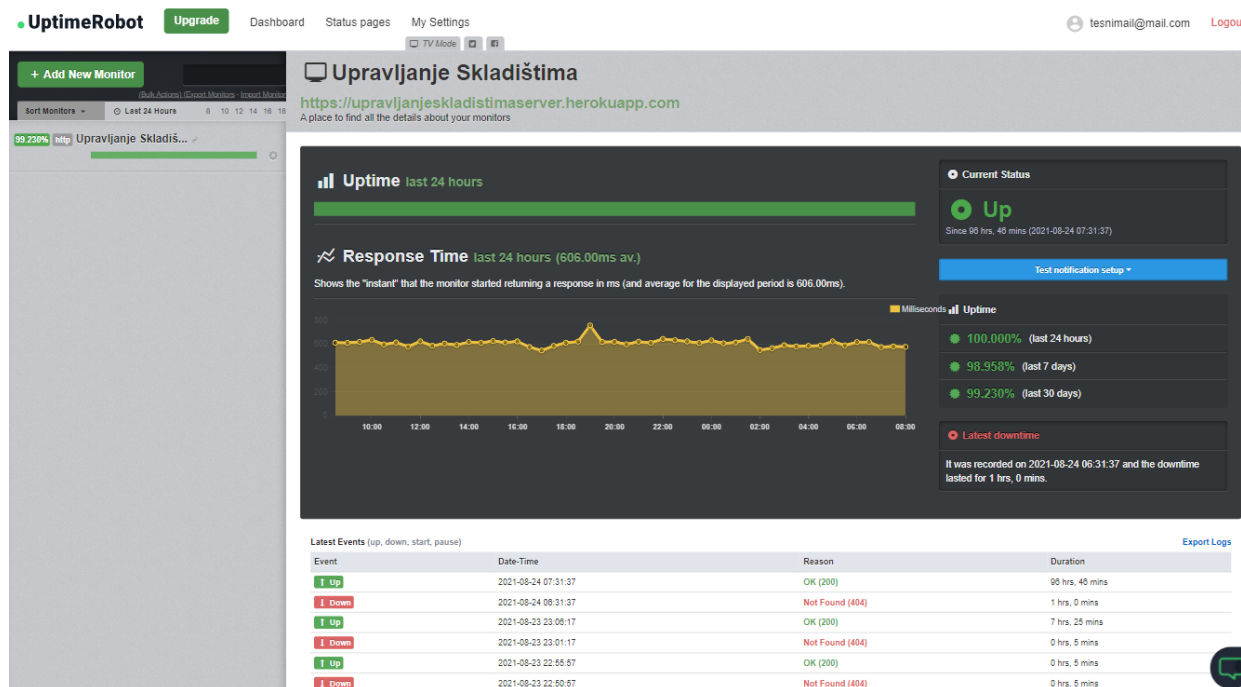 UptimeRobot
Upgrade
Dashboard
Status pages
My Settings
tesnimail@mail.com
Logou
TV Mode
+ Add New Monitor
(Bulk Actions) (Export Monitors - Import Monitor
Sort Monitors
Last 24 Hours
8 10 12 14 16 18
99.230% http Upravljanje Skladiš...
Upravljanje Skladištima
https://upravljanjeskladistimaserver.herokuapp.com
A place to find all the details about your monitors
Uptime last 24 hours
Response Time last 24 hours (606.00ms av.)
Shows the "instant" that the monitor started returning a response in ms (and average for the displayed period is 606.00ms).
Milliseconds
800
600
400
200
0
10:00 12:00 14:00 16:00 18:00 20:00 22:00 00:00 02:00 04:00 06:00 08:00
Current Status
Up
Since 96 hrs, 46 mins (2021-08-24 07:31:37)
Test notification setup
Uptime
100.000% (last 24 hours)
98.958% (last 7 days)
99.230% (last 30 days)
Latest downtime
It was recorded on 2021-08-24 06:31:37 and the downtime
lasted for 1 hrs, 0 mins.
Latest Events (up, down, start, pause)
Export Logs
Event Date-Time Reason Duration
Up 2021-08-24 07:31:37 OK (200) 96 hrs, 46 mins
Down 2021-08-24 06:31:37 Not Found (404) 1 hrs, 0 mins
Up 2021-08-23 23:06:17 OK (200) 7 hrs, 25 mins
Down 2021-08-23 23:01:17 Not Found (404) 0 hrs, 5 mins
Up 2021-08-23 22:55:57 OK (200) 0 hrs, 5 mins
Down 2021-08-23 22:50:57 Not Found (404) 0 hrs, 5 mins